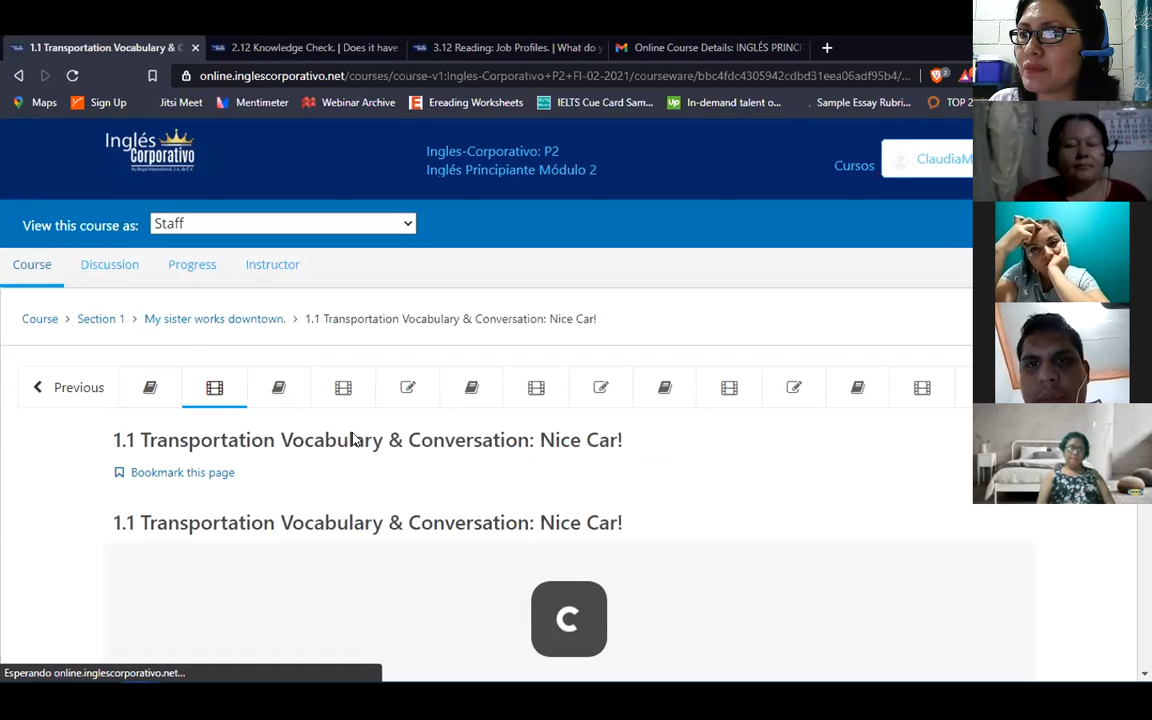 1.1 Transportation Vocabulary & C
2.12 Knowledge Check. | Does it have
3.12 Reading: Job Profiles. | What do y
Online Course Details: INGLÉS PRINCI
online.inglescorporativo.net/courses/course-v1:Ingles-Corporativo+P2+FI-02-2021/courseware/bbc4fdc4305942cdbd31eea06adf95b4/...
2
Maps
Sign Up
Jitsi Meet
Mentimeter
Webinar Archive
Ereading Worksheets
IELTS Cue Card Sam...
In-demand talent o...
Sample Essay Rubri...
TOP 2
Inglés
Corporativo
Ingles-Corporativo: P2
Inglés Principiante Módulo 2
Cursos
ClaudiaM
View this course as:
Staff
Course
Discussion
Progress
Instructor
Course > Section 1 > My sister works downtown. > 1.1 Transportation Vocabulary & Conversation: Nice Car!
Previous
1.1 Transportation Vocabulary & Conversation: Nice Car!
Bookmark this page
1.1 Transportation Vocabulary & Conversation: Nice Car!
Esperando online.inglescorporativo.net...